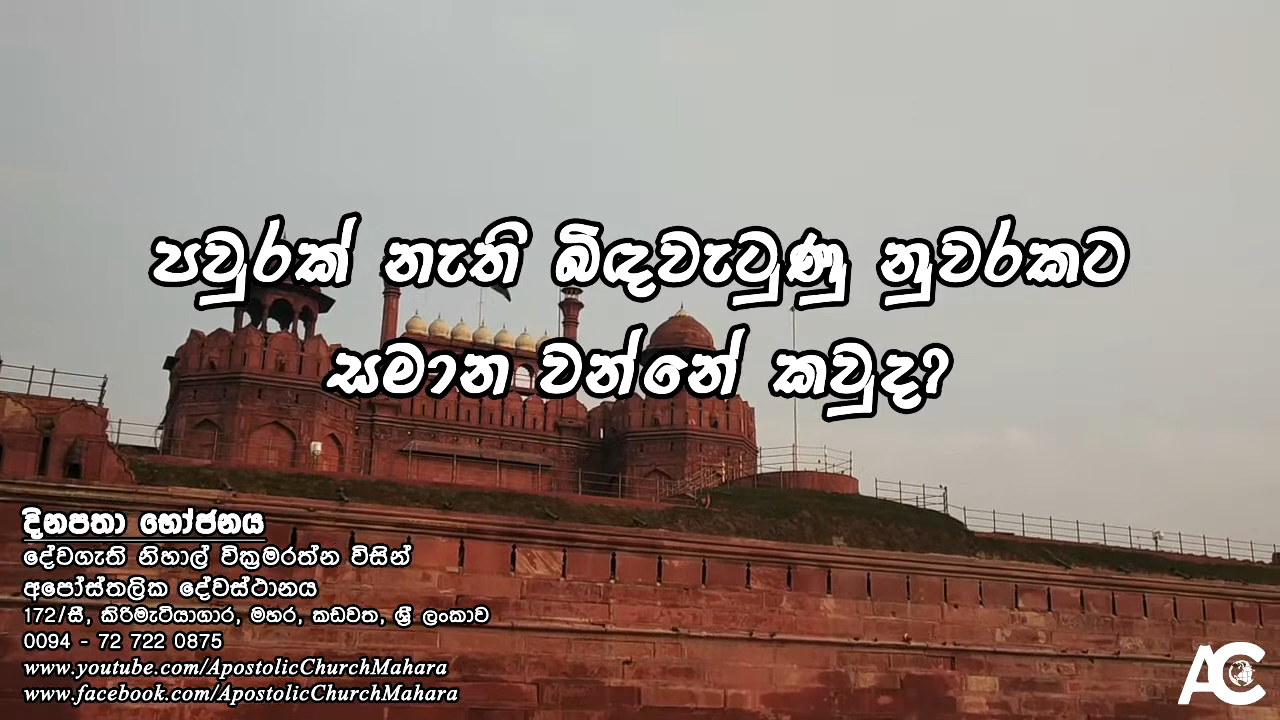 පවුරක් නැති බිඳවැටුණු නුවරකට
සමාන වන්නේ කවුද?
දිනපතා භෝජනය
දේවගැති නිහාල් වික්‍රමරත්න විසින්
අපෝස්තලික දේවස්ථානය
172/සී, කිරිමැටියාගාර, මහර, කඩවත, ශ්‍රී ලංකාව
0094 - 72 722 0875
www.youtube.com/ApostolicChurchMahara
www.facebook.com/ApostolicChurchMahara
AC